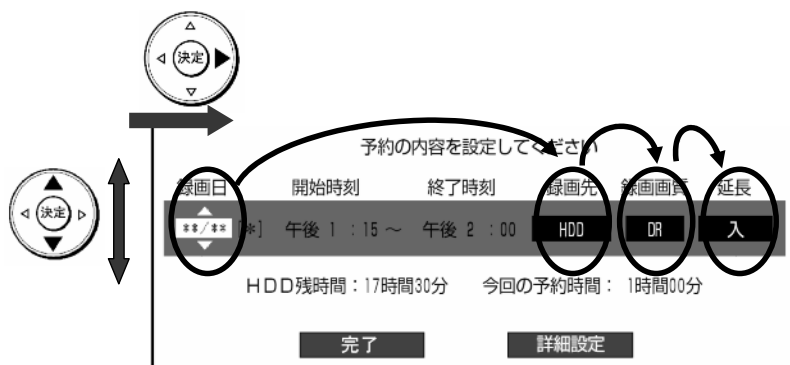 決定
予約の内容を設定してください
録画日 開始時刻 終了時刻 録画先 録画画質 延長
決定
**/** [*] 午後 1 : 15 ～ 午後 2 : 00 HDD DR 入
HDD残時間：17時間30分 今回の予約時間： 1時間00分
完了 詳細設定